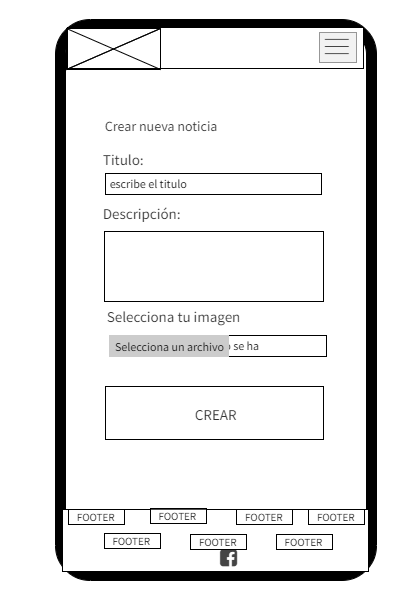 Crear nueva noticia
Titulo:
escribe el titulo
Descripción:
Selecciona tu imagen
Selecciona un archivo se ha
CREAR
FOOTER FOOTER FOOTER FOOTER
FOOTER FOOTER FOOTER